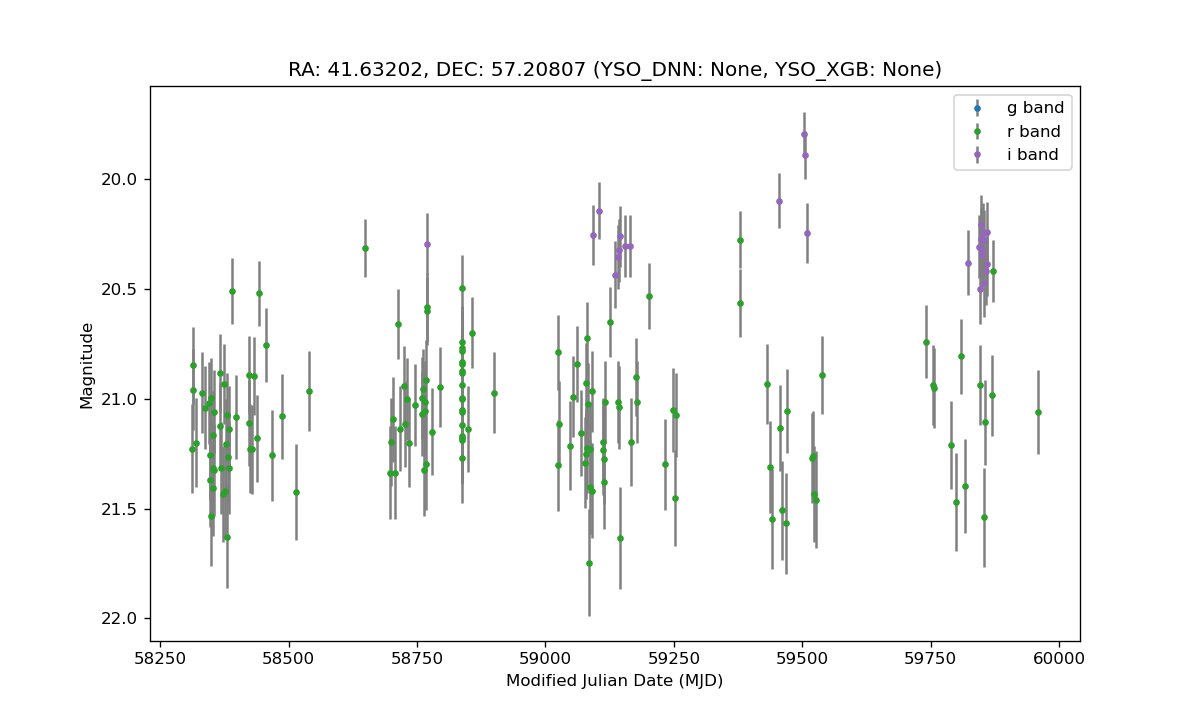 RA: 41.63202, DEC: 57.20807 (YSO_DNN: None, YSO_XGB: None)
g band
r band
i band
Magnitude
20.0
20.5
21.0
21.5
22.0
58250 58500 58750 59000 59250 59500 59750 60000
Modified Julian Date (MJD)